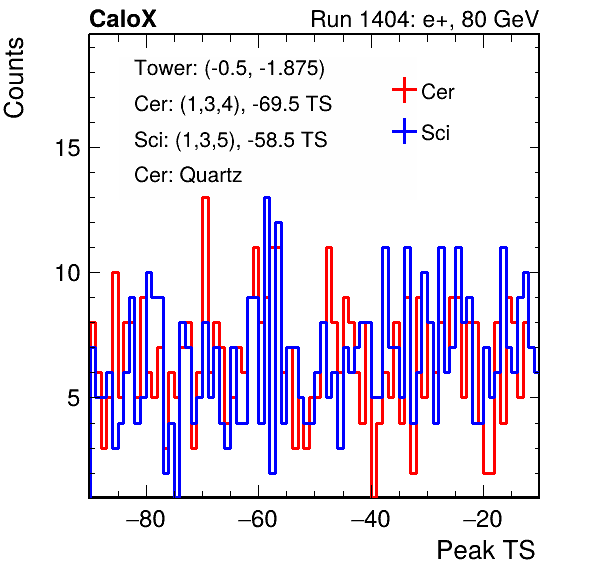 CaloX Run 1404: e+, 80 GeV
Counts
Tower: (-0.5, -1.875)
Cer: (1,3,4), -69.5 TS
Sci: (1,3,5), -58.5 TS
Cer: Quartz
Cer
Sci
15
10
5
−80 −60 −40 −20
Peak TS